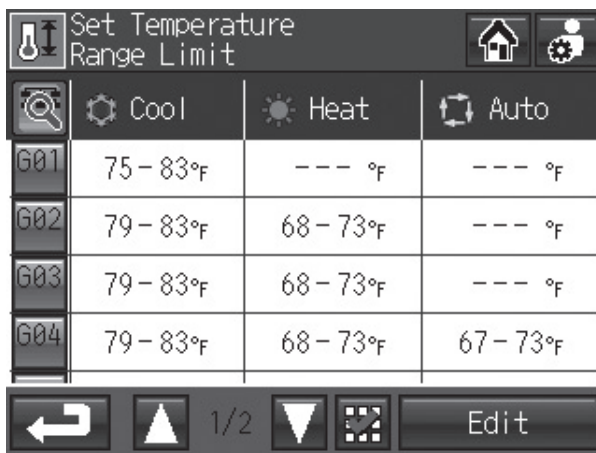 Set Temperature
Range Limit
Cool Heat Auto
G01 75-83°F --- °F --- °F
G02 79-83°F 68-73°F --- °F
G03 79-83°F 68-73°F --- °F
G04 79-83°F 68-73°F 67-73°F
1/2 Edit